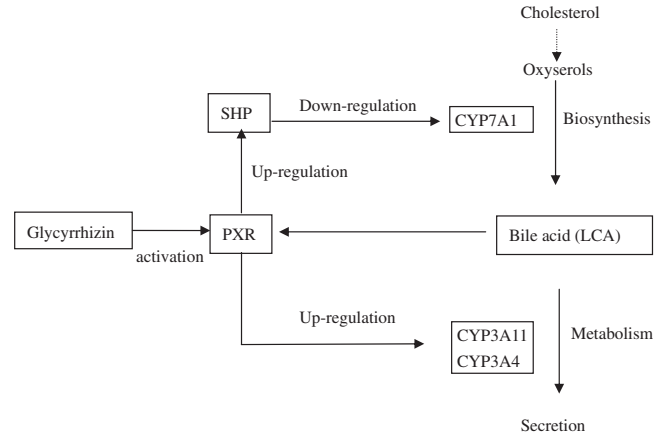 Cholesterol
Oxyserols
SHP
Down-regulation
CYP7A1
Biosynthesis
Up-regulation
Glycyrrhizin
activation
PXR
Bile acid (LCA)
Up-regulation
CYP3A11
CYP3A4
Metabolism
Secretion